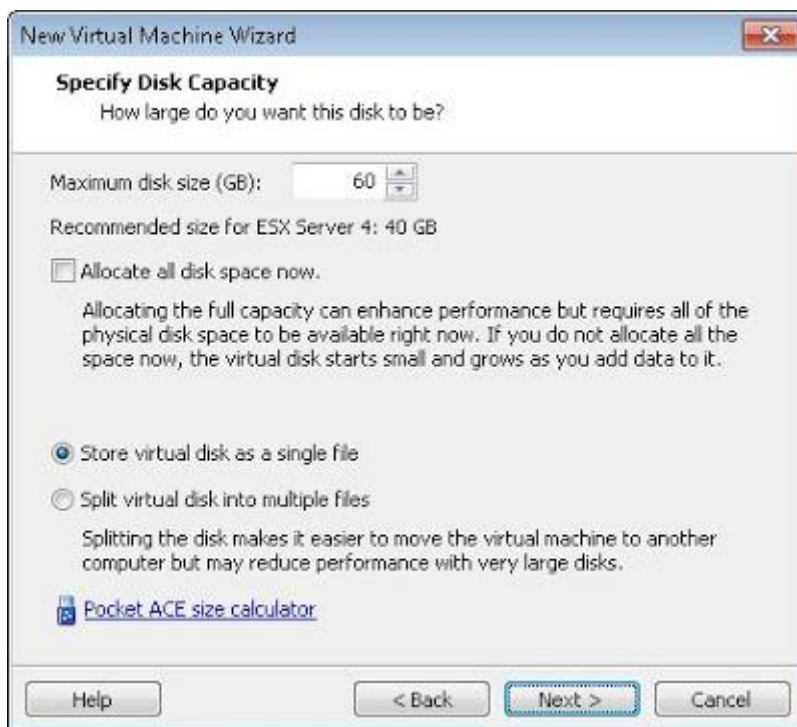 New Virtual Machine Wizard
Specify Disk Capacity
How large do you want this disk to be?
Maximum disk size (GB): 60
Recommended size for ESX Server 4: 40 GB
Allocate all disk space now.
Allocating the full capacity can enhance performance but requires all of the
physical disk space to be available right now. If you do not allocate all the
space now, the virtual disk starts small and grows as you add data to it.
Store virtual disk as a single file
Split virtual disk into multiple files
Splitting the disk makes it easier to move the virtual machine to another
computer but may reduce performance with very large disks.
Pocket ACE size calculator
Help < Back Next > Cancel